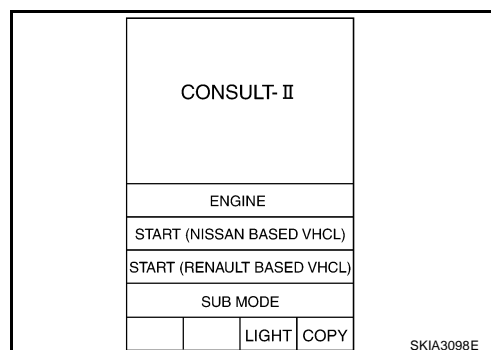 CONSULT-II
ENGINE
START (NISSAN BASED VHCL)
START (RENAULT BASED VHCL)
SUB MODE
LIGHT COPY
SKIA3098E